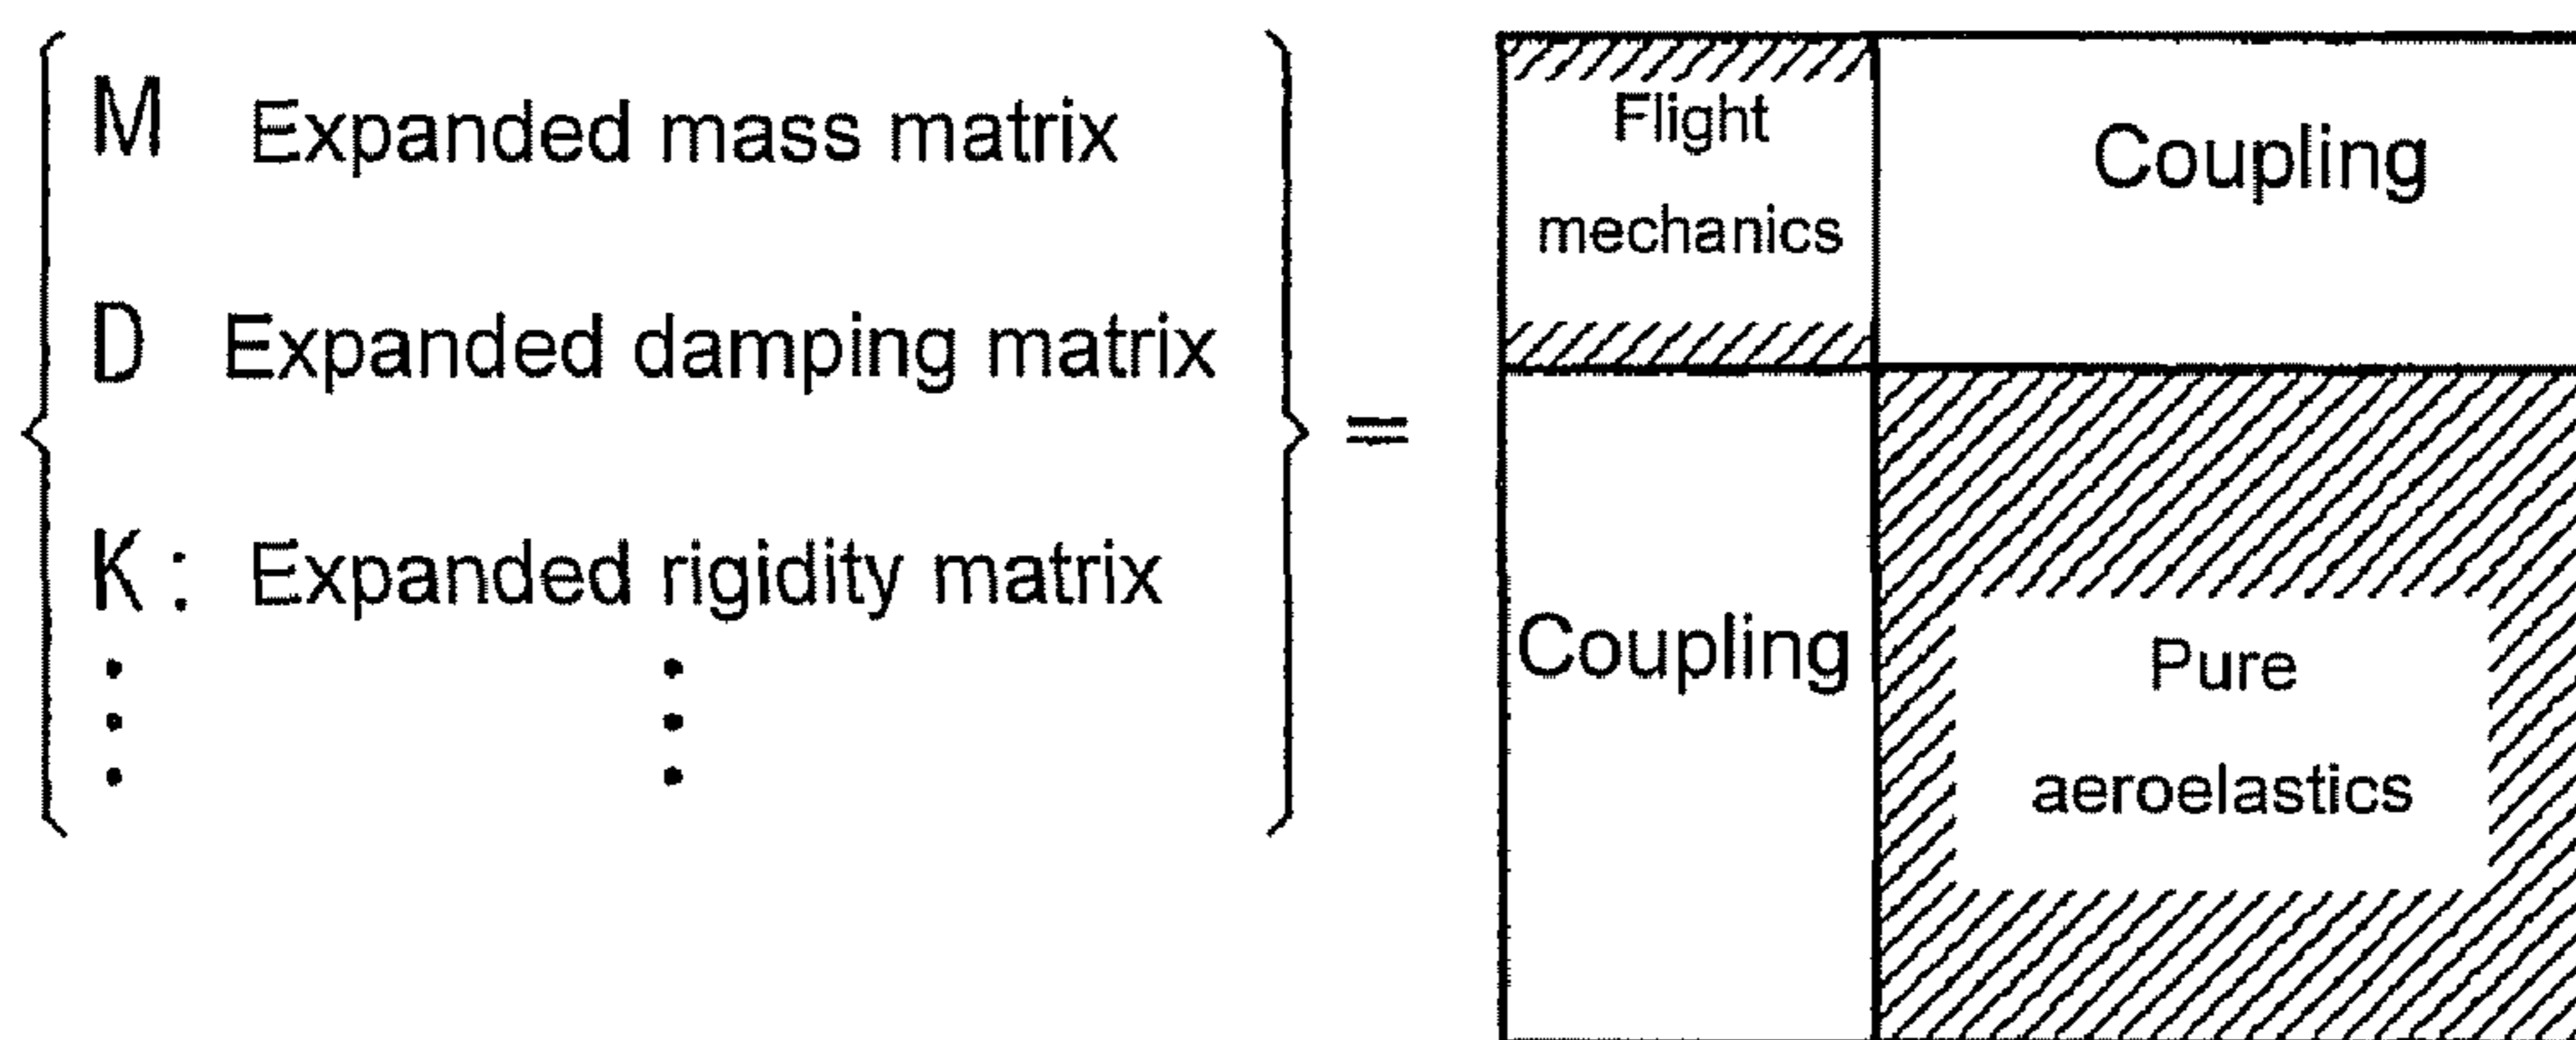 M Expanded mass matrix
D Expanded damping matrix
K: Expanded rigidity matrix
=
Flight
mechanics
Coupling
Coupling
Pure
aeroelastics